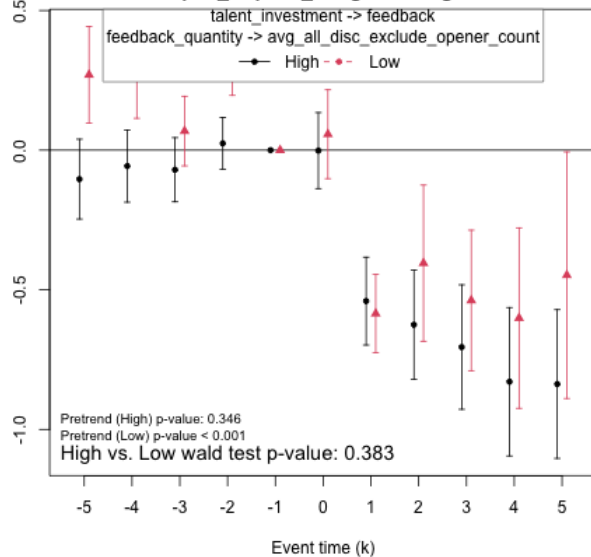 talent_investment -> feedback
feedback_quantity -> avg_all_disc_exclude_opener_count
High Low
0.5
0.0
-0.5
-1.0
Pretrend (High) p-value: 0.346
Pretrend (Low) p-value < 0.001
High vs. Low wald test p-value: 0.383
-5 -4 -3 -2 -1 0 1 2 3 4 5
Event time (k)